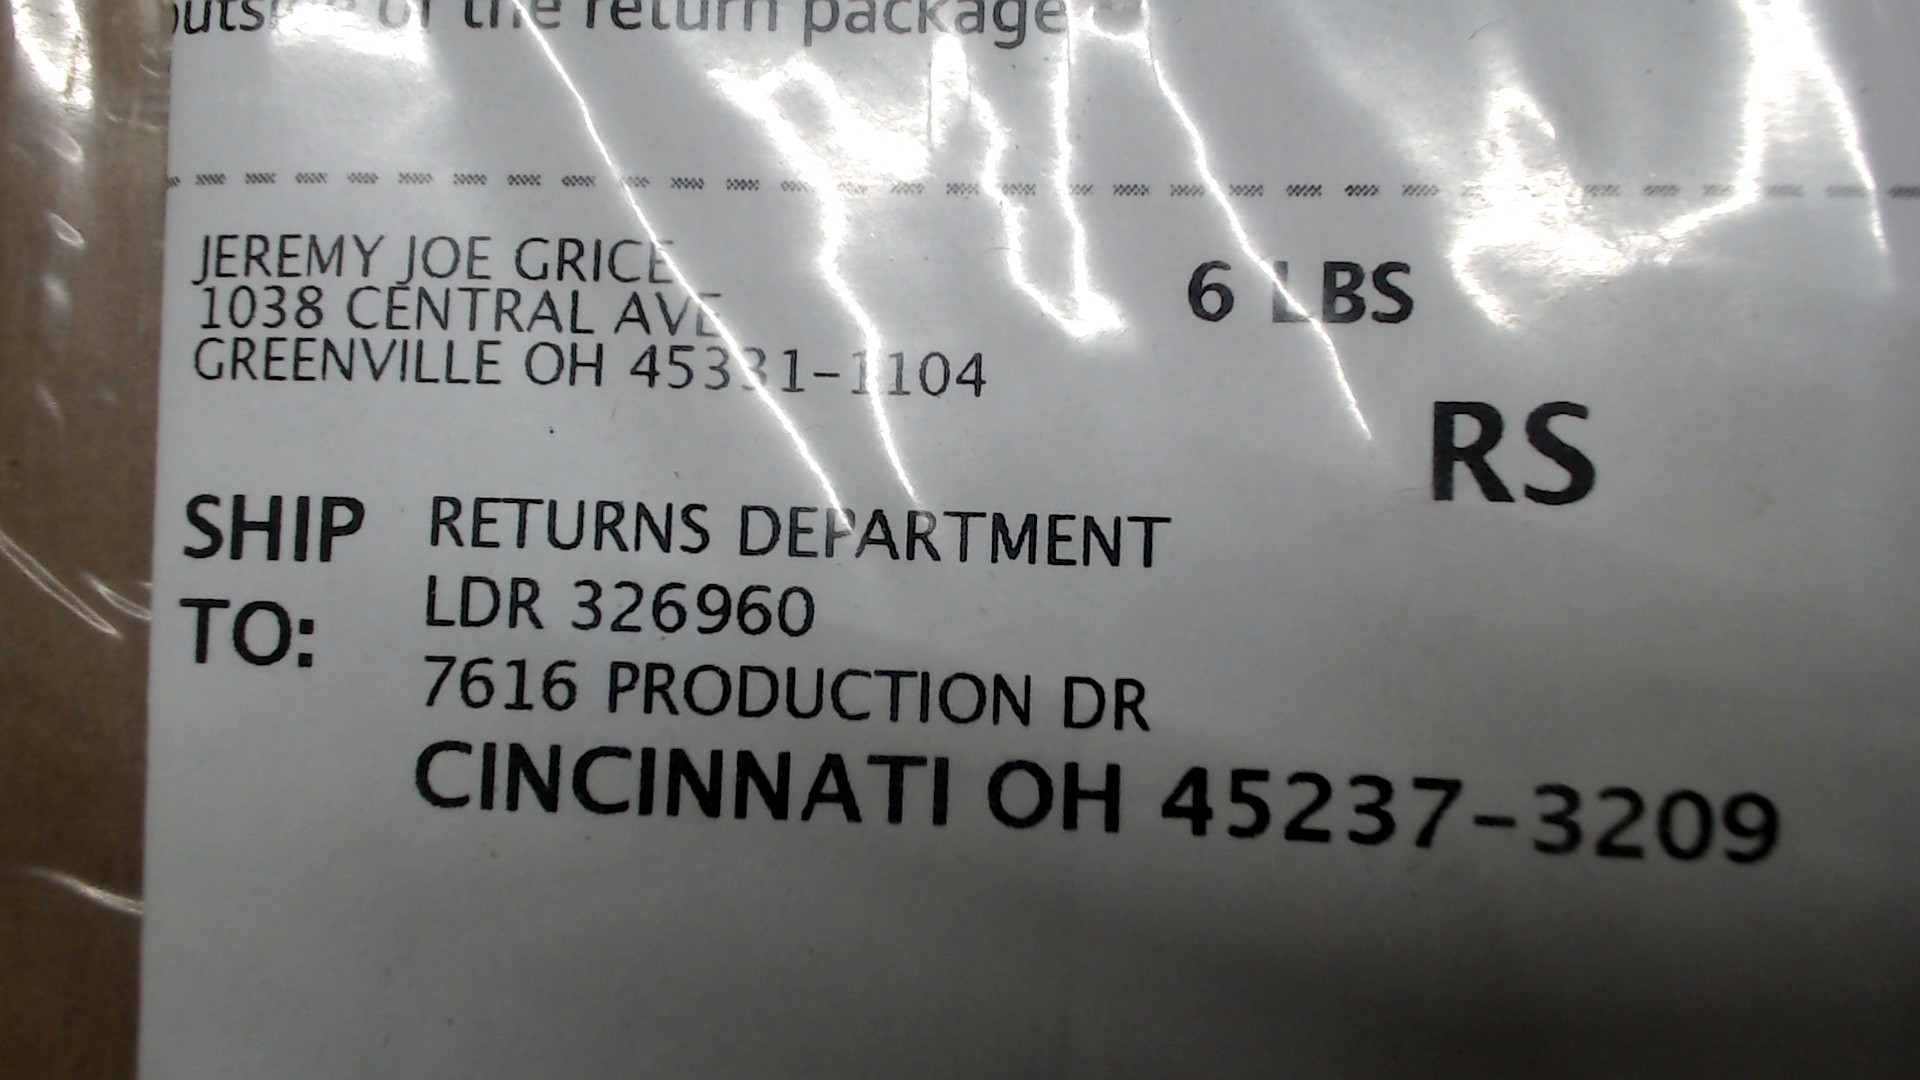 of the return package
JEREMY JOE GRICE
1038 CENTRAL AVE
GREENVILLE OH 45331-1104
6 LBS
RS
SHIP TO:
RETURNS DEPARTMENT
LDR 326960
7616 PRODUCTION DR
CINCINNATI OH 45237-3209